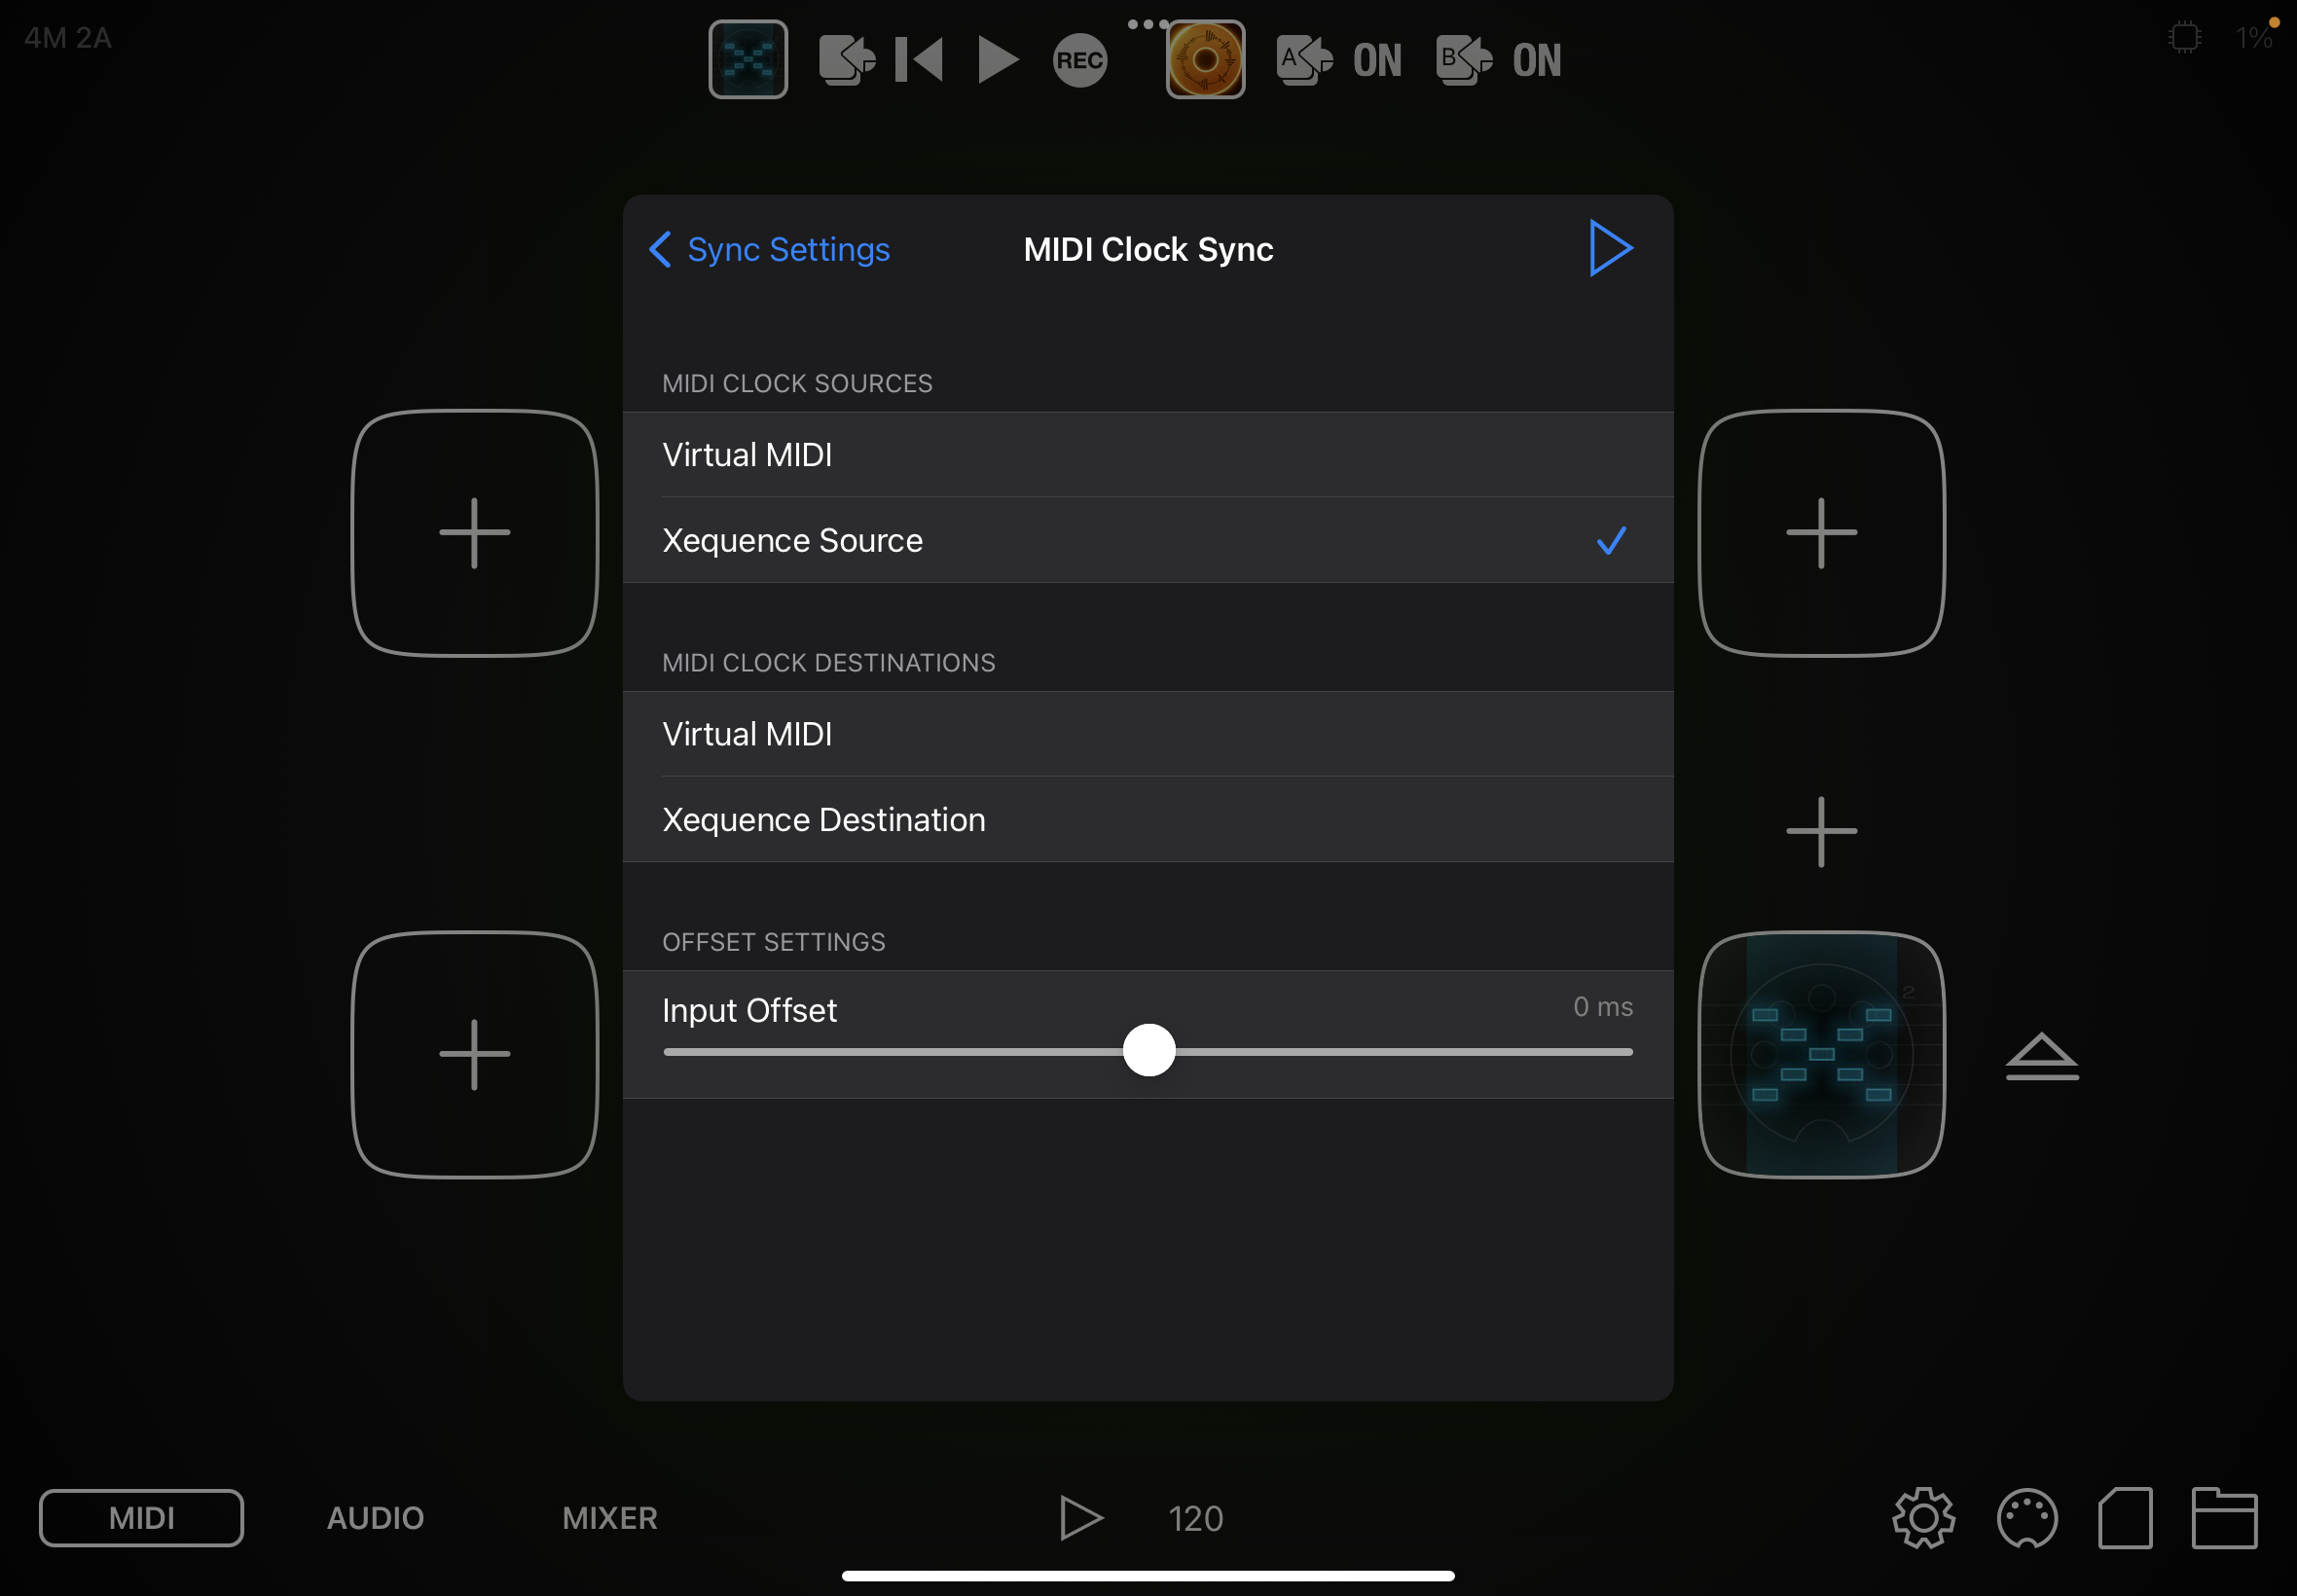 4M 2A
REC
A
ON
B
ON
1%
Sync Settings
MIDI Clock Sync
MIDI CLOCK SOURCES
Virtual MIDI
Xequence Source
MIDI CLOCK DESTINATIONS
Virtual MIDI
Xequence Destination
OFFSET SETTINGS
Input Offset
0 ms
2
MIDI
AUDIO
MIXER
120